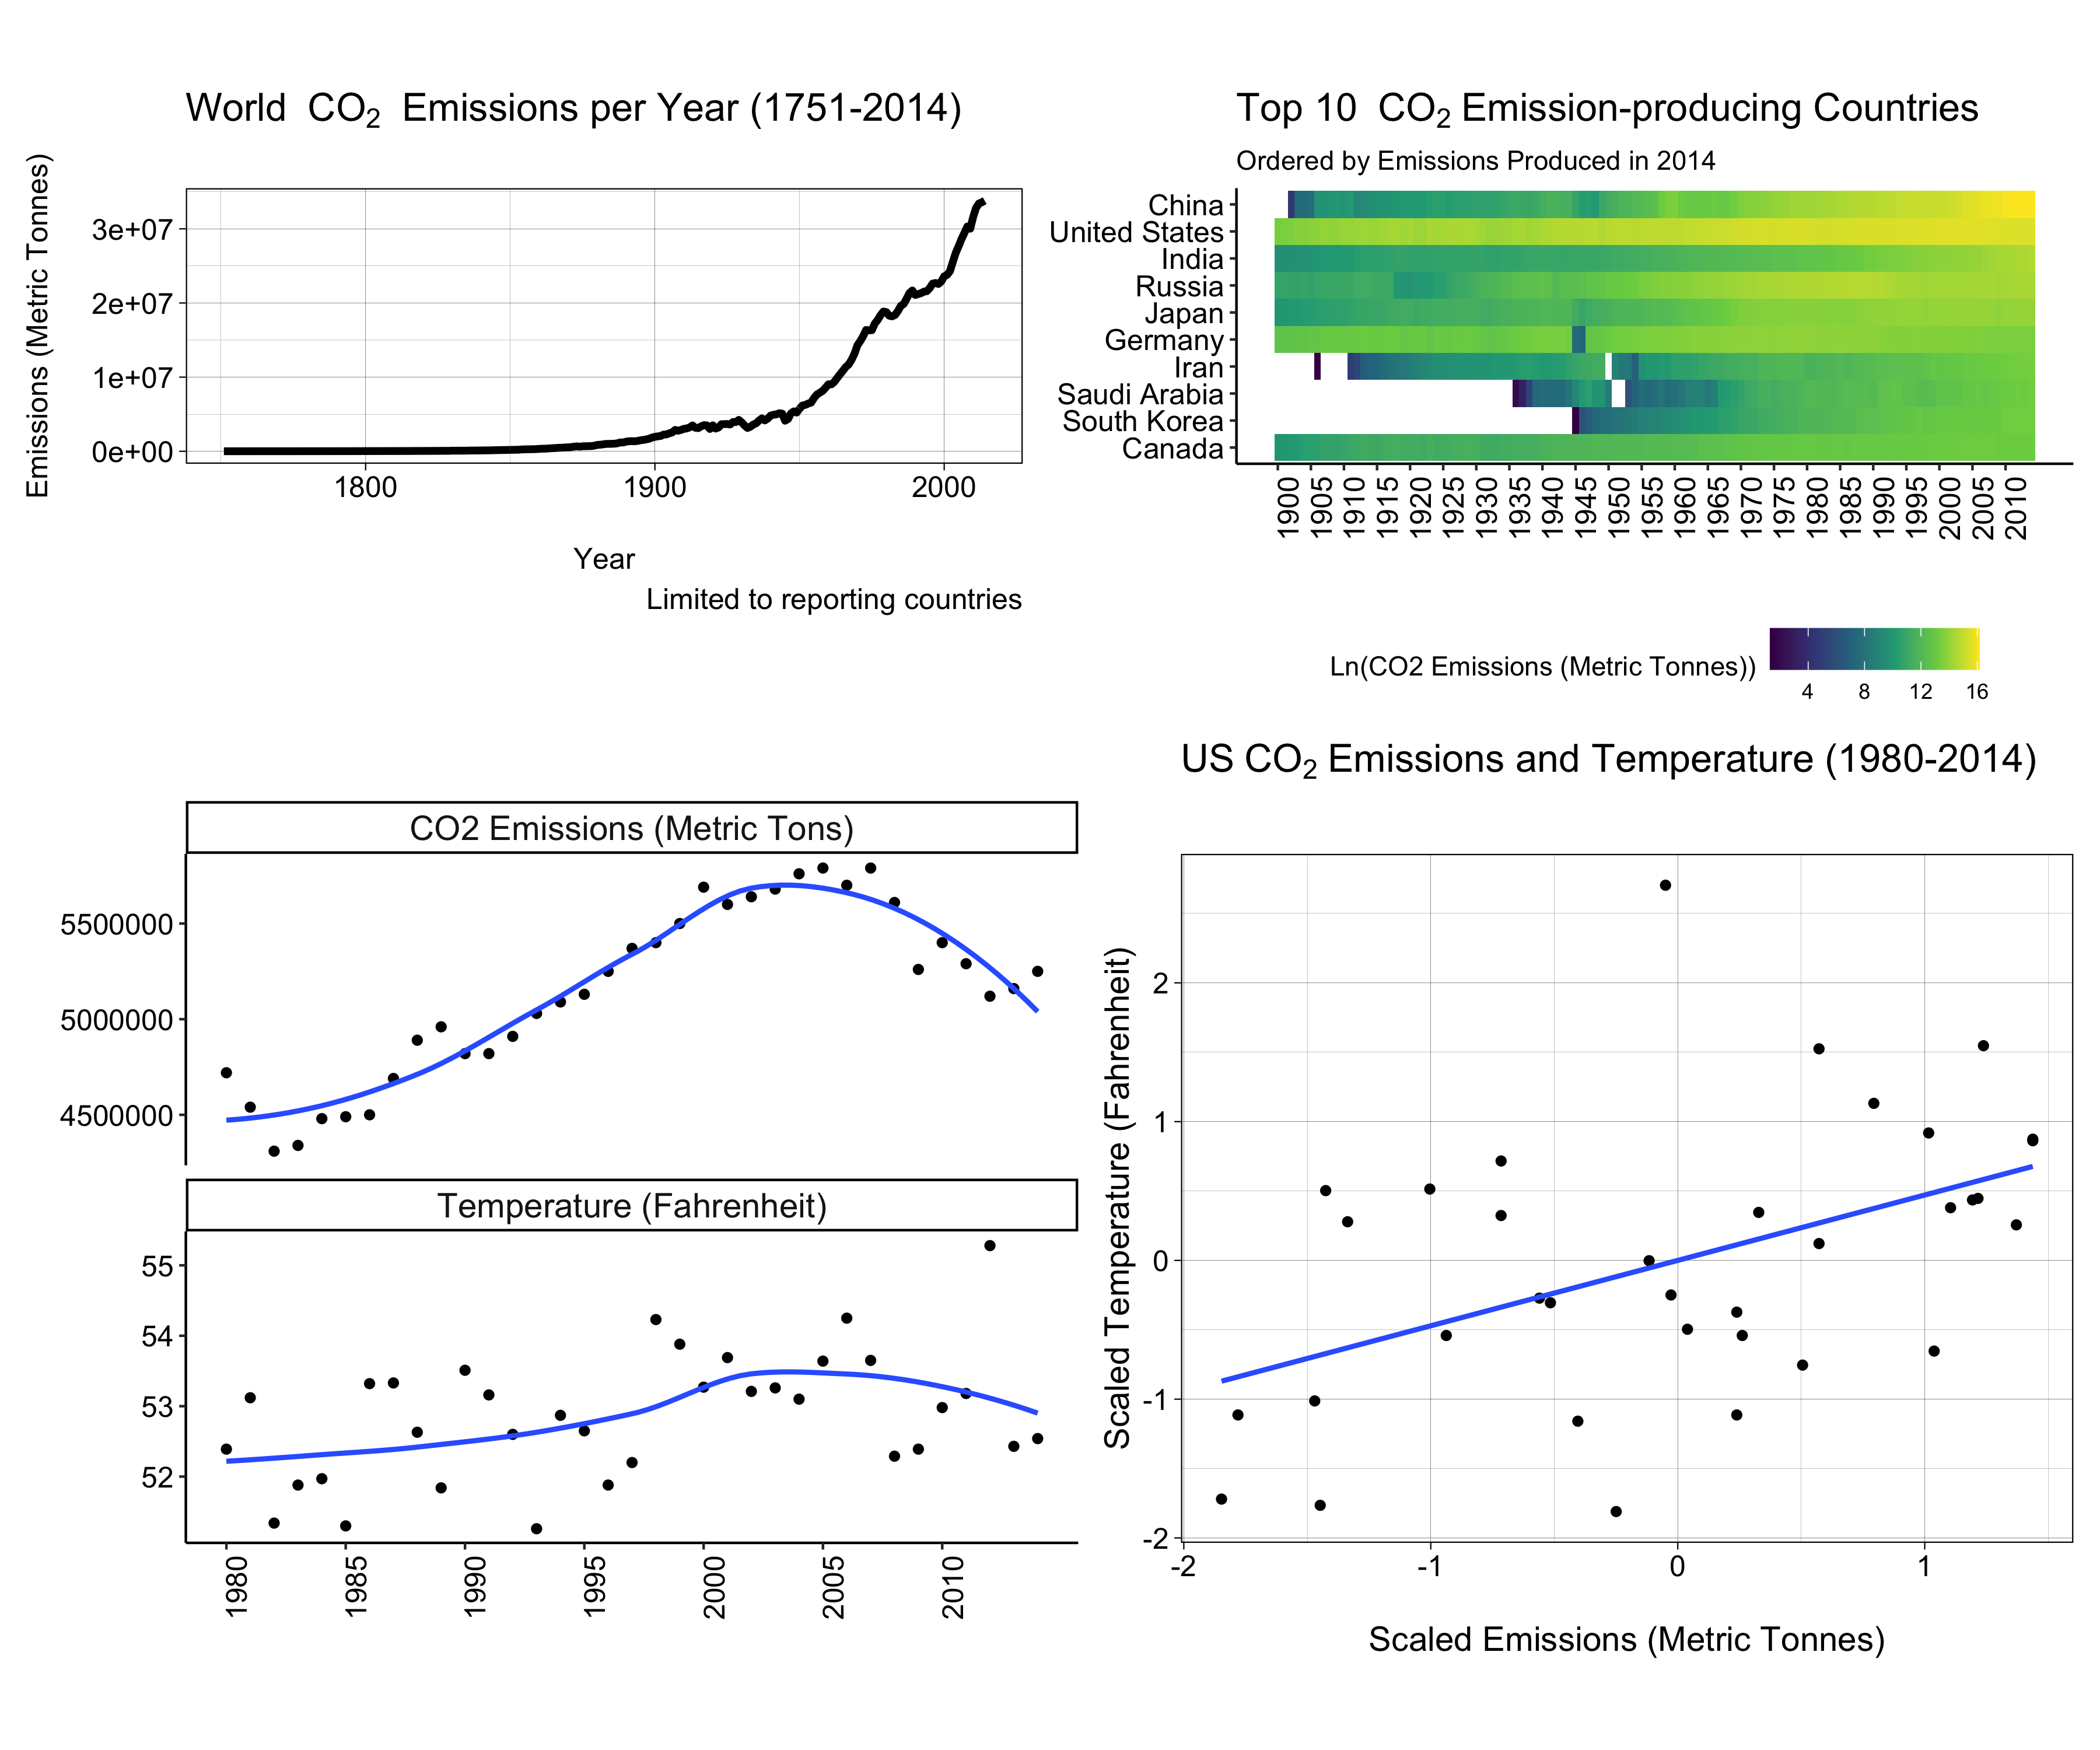 World CO2 Emissions per Year (1751-2014)
Emissions (Metric Tonnes)
3e+07
2e+07
1e+07
0e+00
1800 1900 2000
Year
Limited to reporting countries
Top 10 CO2 Emission-producing Countries
Ordered by Emissions Produced in 2014
China
United States
India
Russia
Japan
Germany
Iran
Saudi Arabia
South Korea
Canada
1900 1905 1910 1915 1920 1925 1930 1935 1940 1945 1950 1955 1960 1965 1970 1975 1980 1985 1990 1995 2000 2005 2010
Ln(CO2 Emissions (Metric Tonnes))
4 8 12 16
CO2 Emissions (Metric Tons)
5500000
5000000
4500000
Temperature (Fahrenheit)
55
54
53
52
1980 1985 1990 1995 2000 2005 2010
US CO2 Emissions and Temperature (1980-2014)
Scaled Temperature (Fahrenheit)
2
1
0
-1
-2
-2 -1 0 1
Scaled Emissions (Metric Tonnes)